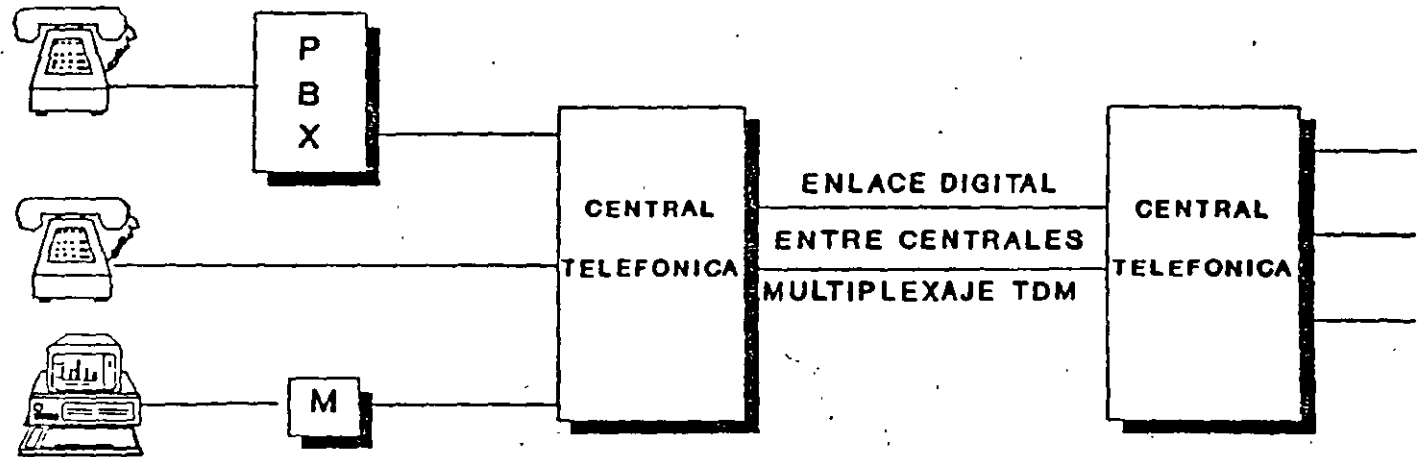 P
B
X
CENTRAL
TELEFONICA
ENLACE DIGITAL
ENTRE CENTRALES
MULTIPLEXAJE TDM
CENTRAL
TELEFONICA
M